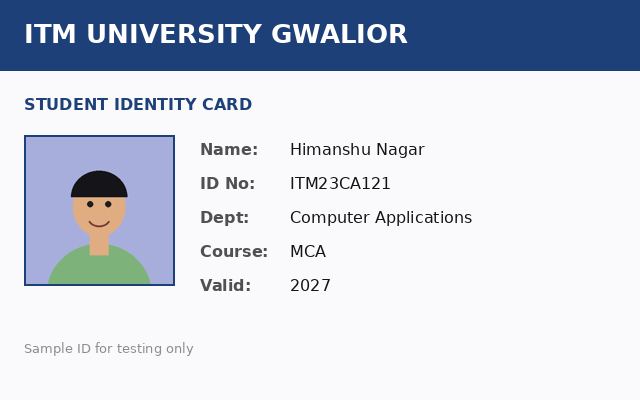 ITM UNIVERSITY GWALIOR
STUDENT IDENTITY CARD
Name: Himanshu Nagar
ID No: ITM23CA121
Dept: Computer Applications
Course: MCA
Valid: 2027
Sample ID for testing only